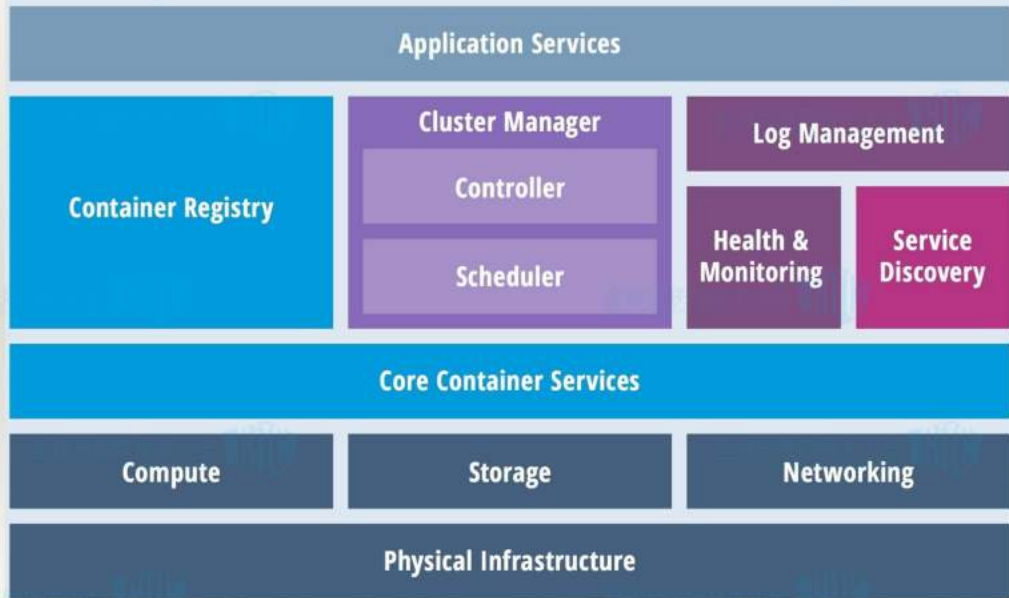 Application Services
Container Registry
Cluster Manager
Controller
Scheduler
Log Management
Health &
Monitoring
Service
Discovery
Core Container Services
Compute
Storage
Networking
Physical Infrastructure